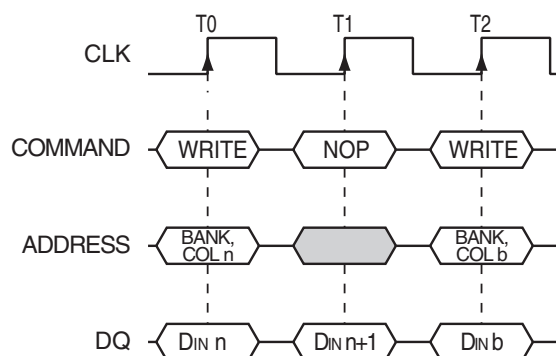 T0 T1 T2
CLK
COMMAND WRITE NOP WRITE
ADDRESS BANK, COL n BANK, COL b
DQ DIN n DIN n+1 DIN b